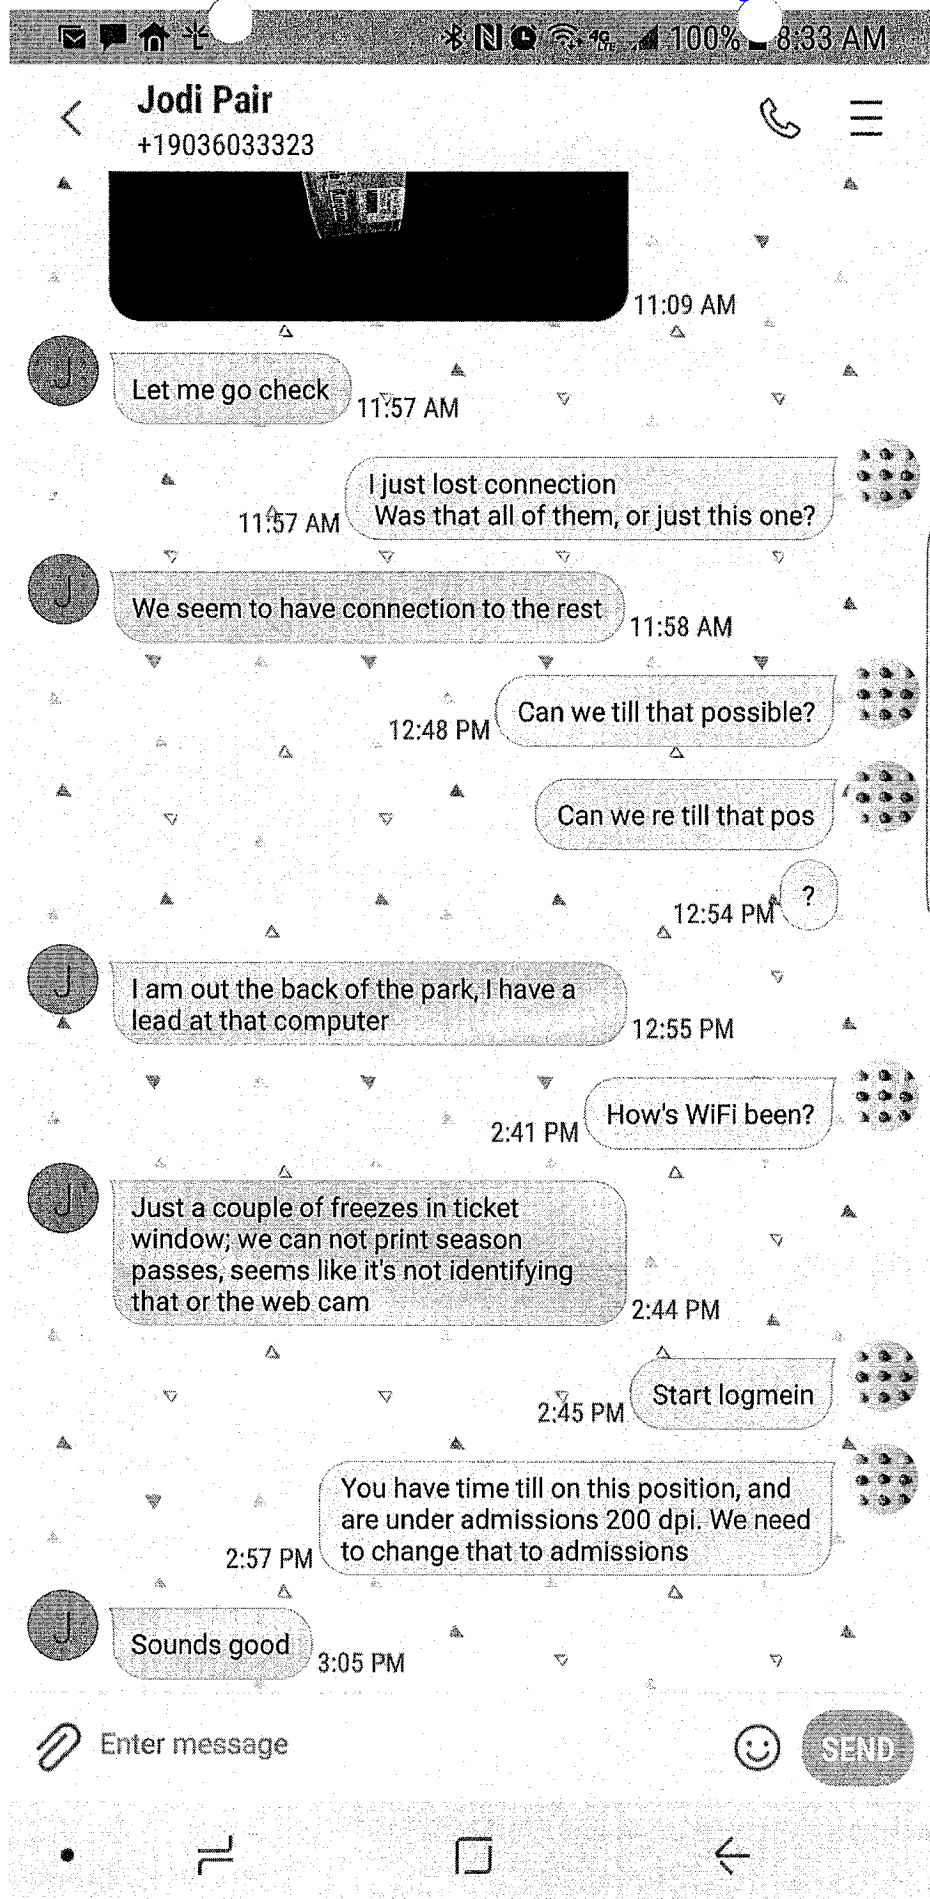 100% 8:33 AM
Jodi Pair
+19036033323
11:09 AM
J
Let me go check
11:57 AM
I just lost connection
Was that all of them, or just this one?
11:57 AM
J
We seem to have connection to the rest
11:58 AM
Can we till that possible?
12:48 PM
Can we re till that pos
?
12:54 PM
J
I am out the back of the park, I have a
lead at that computer
12:55 PM
How's WiFi been?
2:41 PM
J
Just a couple of freezes in ticket
window; we can not print season
passes, seems like it's not identifying
that or the web cam
2:44 PM
Start logmein
2:45 PM
You have time till on this position, and
are under admissions 200 dpi. We need
to change that to admissions
2:57 PM
J
Sounds good
3:05 PM
Enter message
SEND